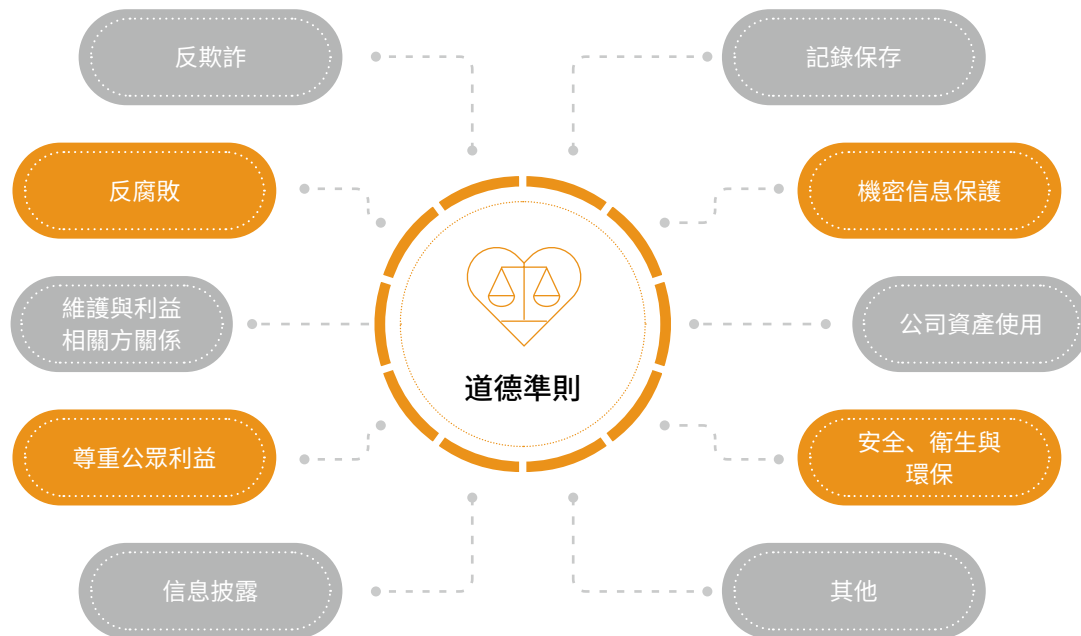 反欺詐
記錄保存
反腐敗
機密信息保護
維護與利益
相關方關係
公司資產使用
道德準則
尊重公眾利益
安全、衛生與
環保
信息披露
其他